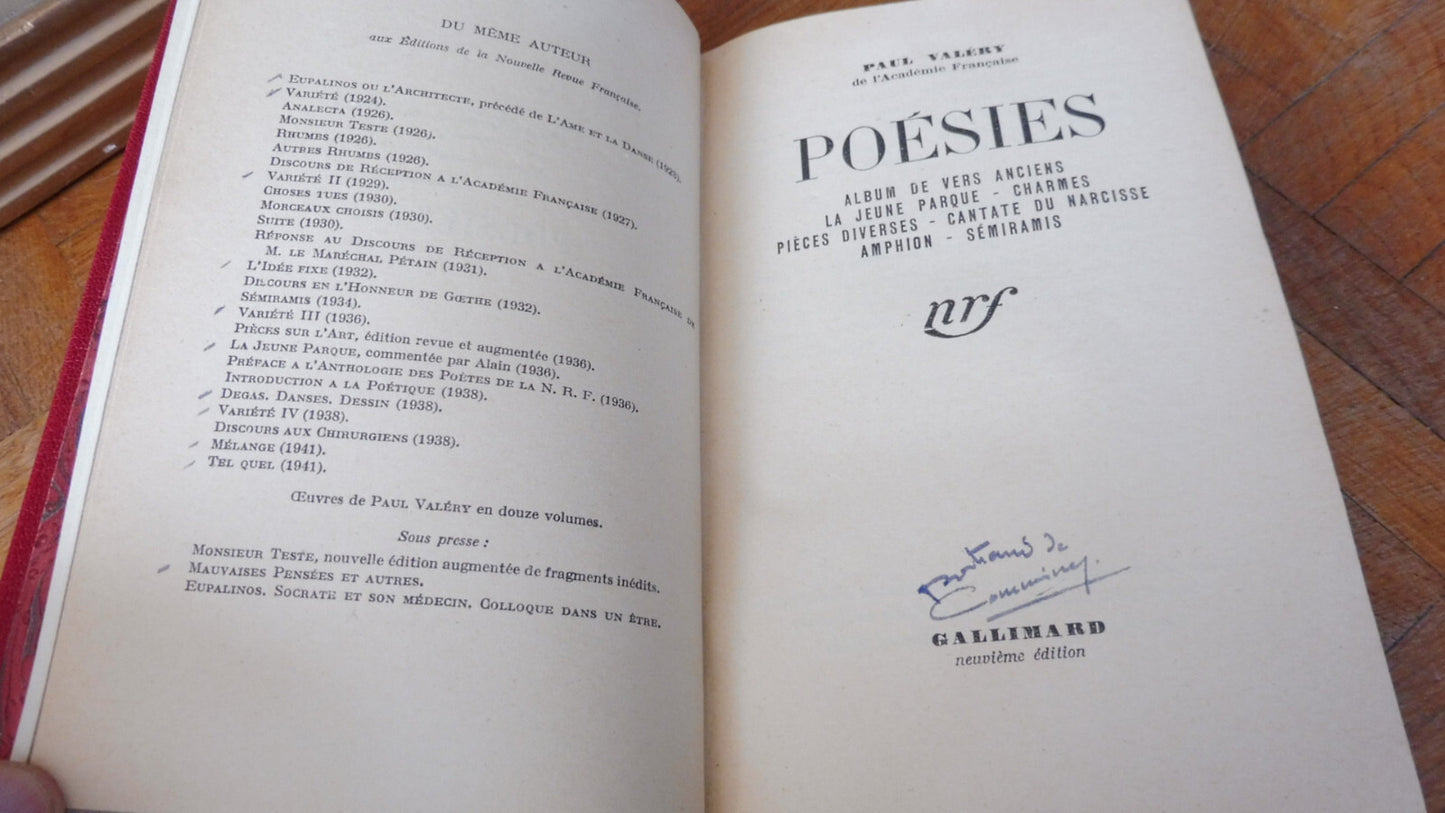 DU MÊME AUTEUR
aux Éditions de la Nouvelle Revue Française.
EUPALINOS OU L'ARCHITECTE, précédé de L'AME ET LA DANSE (1923).
VARIÉTÉ (1924).
ANALECTA (1926).
MONSIEUR TESTE (1926).
RHUMBS (1926).
AUTRES RHUMBS (1926).
DISCOURS DE RÉCEPTION A L'ACADÉMIE FRANÇAISE (1927).
VARIÉTÉ II (1929).
CHOSES TUES (1930).
MORCEAUX CHOISIS (1930).
SUITE (1930).
RÉPONSE AU DISCOURS DE RÉCEPTION A L'ACADÉMIE FRANÇAISE DE
M. LE MARÉCHAL PÉTAIN (1931).
L'IDÉE FIXE (1932).
DISCOURS EN L'HONNEUR DE GŒTHE (1932).
SÉMIRAMIS (1934).
VARIÉTÉ III (1936).
PIÈCES SUR L'ART, édition revue et augmentée (1936).
LA JEUNE PARQUE, commentée par Alain (1936).
PRÉFACE A L'ANTHOLOGIE DES POÈTES DE LA N. R. F. (1936).
INTRODUCTION A LA POÉTIQUE (1938).
DEGAS. DANSES. DESSIN (1938).
VARIÉTÉ IV (1938).
DISCOURS AUX CHIRURGIENS (1938).
MÉLANGE (1941).
TEL QUEL (1941).
Œuvres de PAUL VALÉRY en douze volumes.
Sous presse :
MONSIEUR TESTE, nouvelle édition augmentée de fragments inédits.
MAUVAISES PENSÉES ET AUTRES.
EUPALINOS. SOCRATE ET SON MÉDECIN. COLLOQUE DANS UN ÊTRE.
PAUL VALÉRY
de l'Académie Française
POÉSIES
ALBUM DE VERS ANCIENS
LA JEUNE PARQUE - CHARMES
PIÈCES DIVERSES - CANTATE DU NARCISSE
AMPHION - SÉMIRAMIS
nrf
Bertrand de
GALLIMARD
neuvième édition